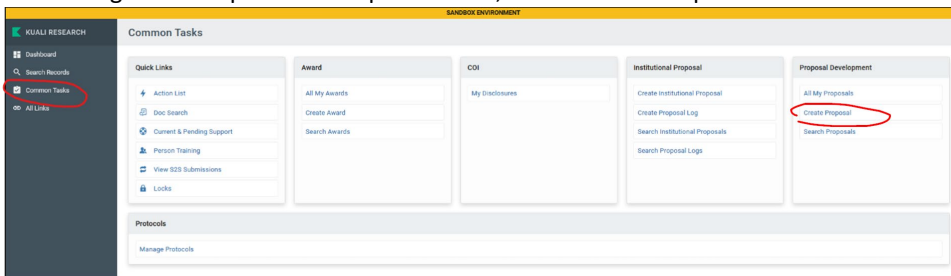 SANDBOX ENVIRONMENT
KUALI RESEARCH
Dashboard
Search Records
Common Tasks
All Links
Common Tasks
Quick Links
Action List
Doc Search
Current & Pending Support
Person Training
View S2S Submissions
Locks
Award
All My Awards
Create Award
Search Awards
COI
My Disclosures
Institutional Proposal
Create Institutional Proposal
Create Proposal Log
Search Institutional Proposals
Search Proposal Logs
Proposal Development
All My Proposals
Create Proposal
Search Proposals
Protocols
Manage Protocols